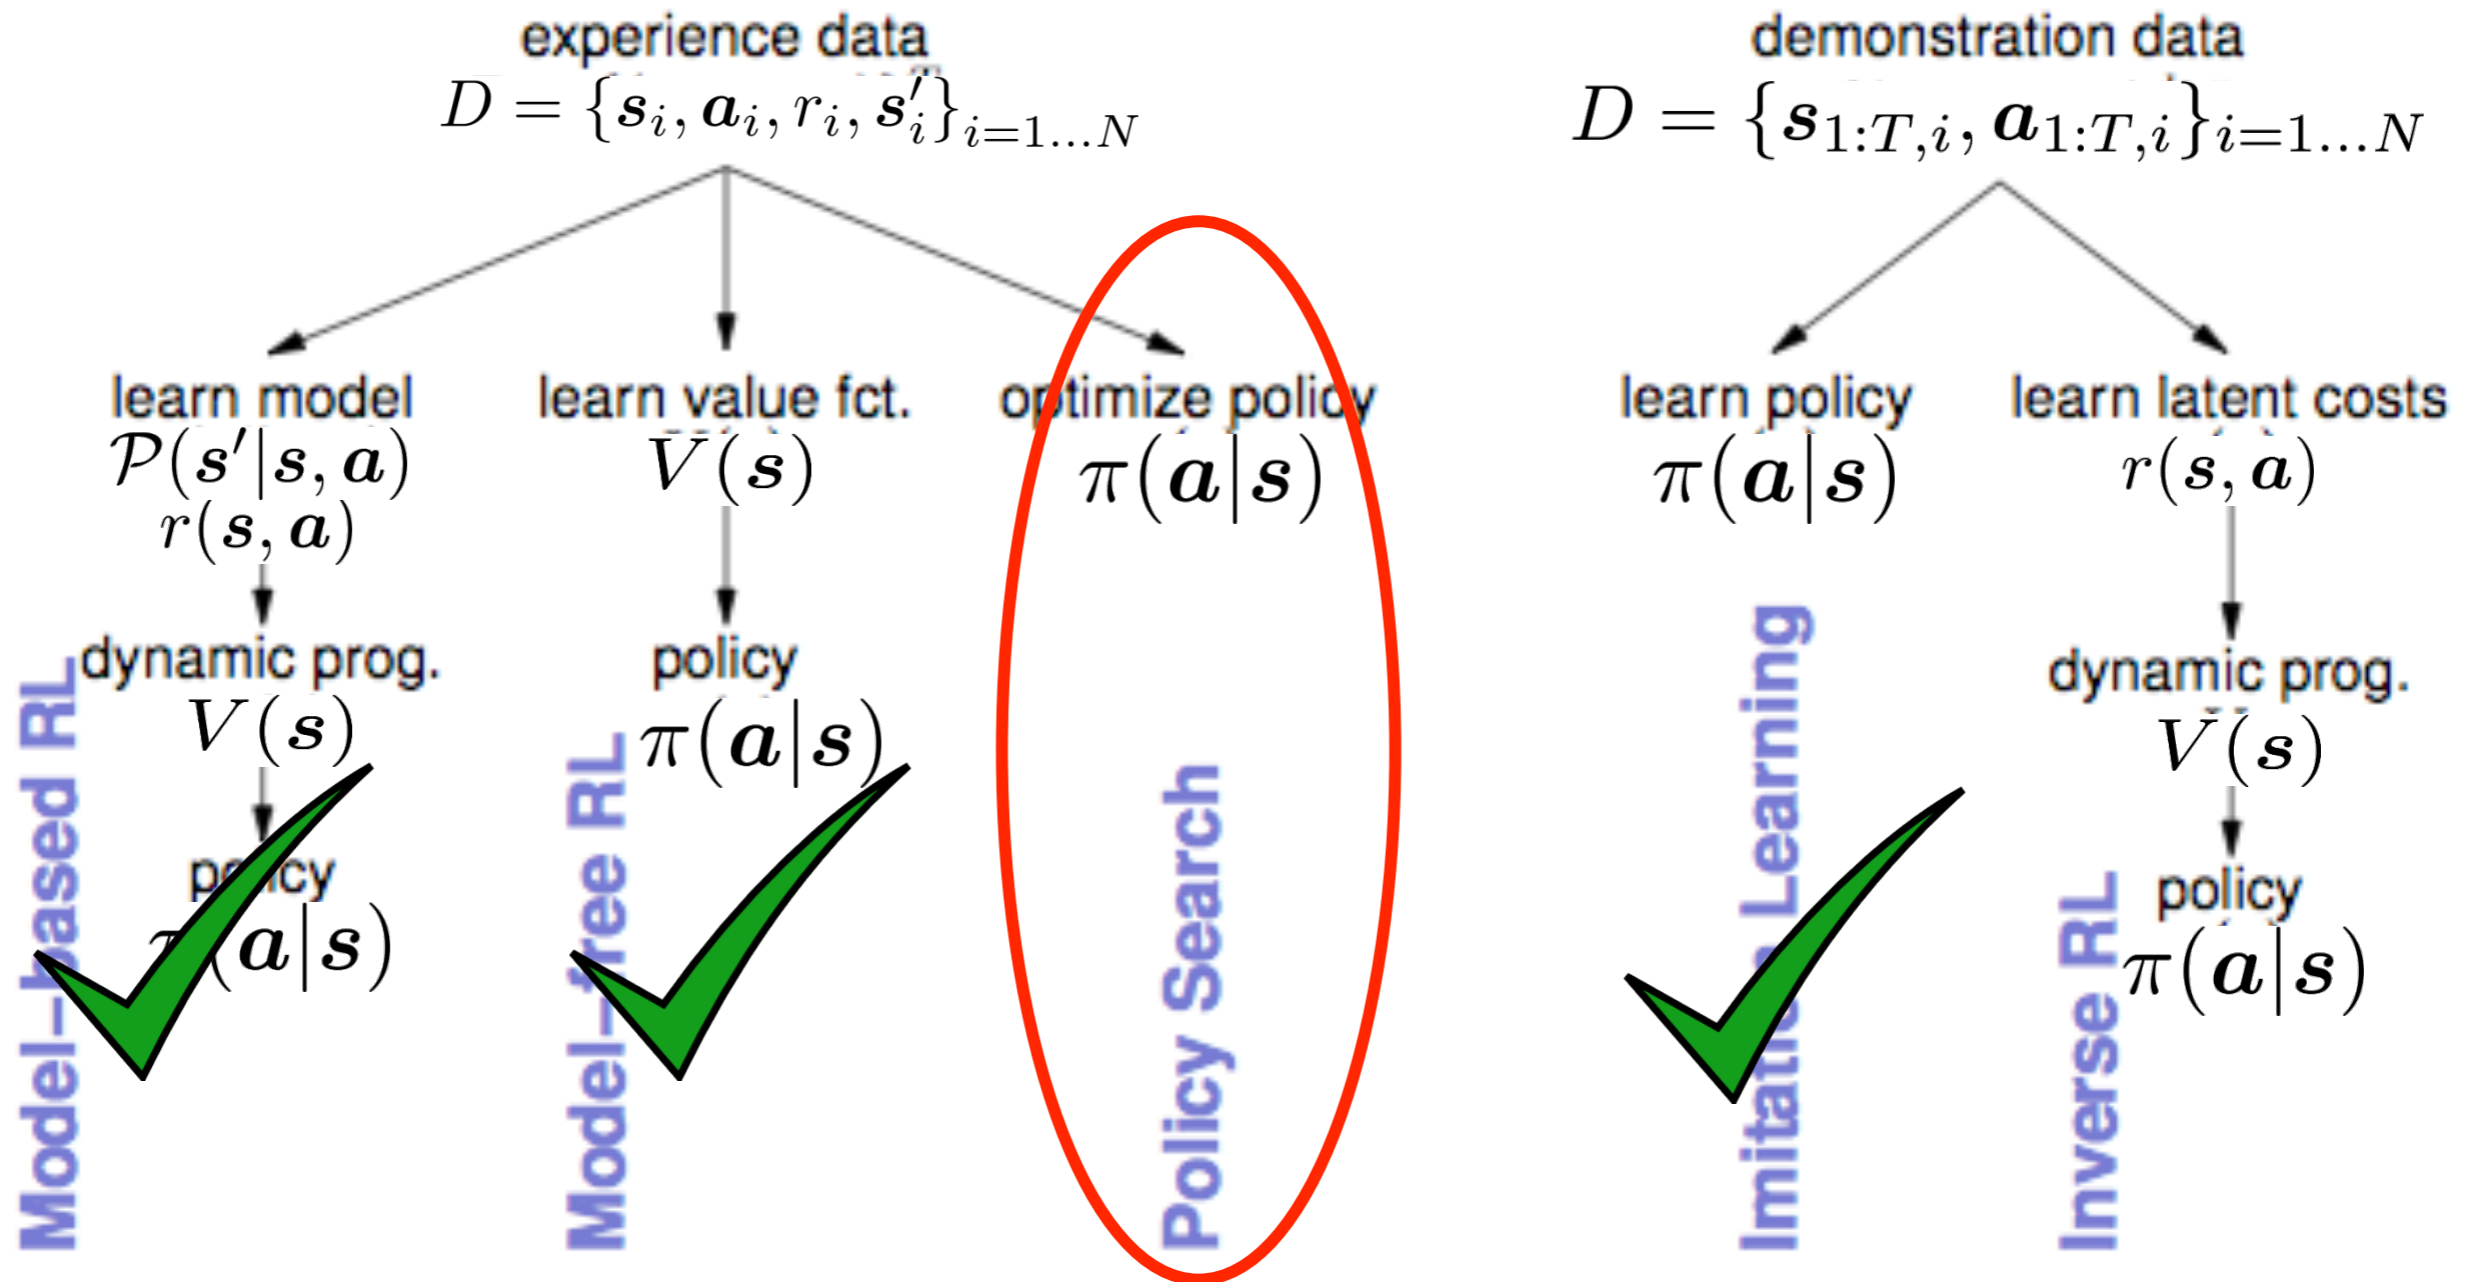 experience data
D = {s_i, a_i, r_i, s'_i}_{i=1...N}
learn model
P(s'|s, a)
r(s, a)
dynamic prog.
V(s)
policy
π(a|s)
Model-based RL
learn value fct.
V(s)
policy
π(a|s)
Model-free RL
optimize policy
π(a|s)
Policy Search
demonstration data
D = {s_{1:T,i}, a_{1:T,i}}_{i=1...N}
learn policy
π(a|s)
Imitation Learning
learn latent costs
r(s, a)
dynamic prog.
V(s)
policy
π(a|s)
Inverse RL